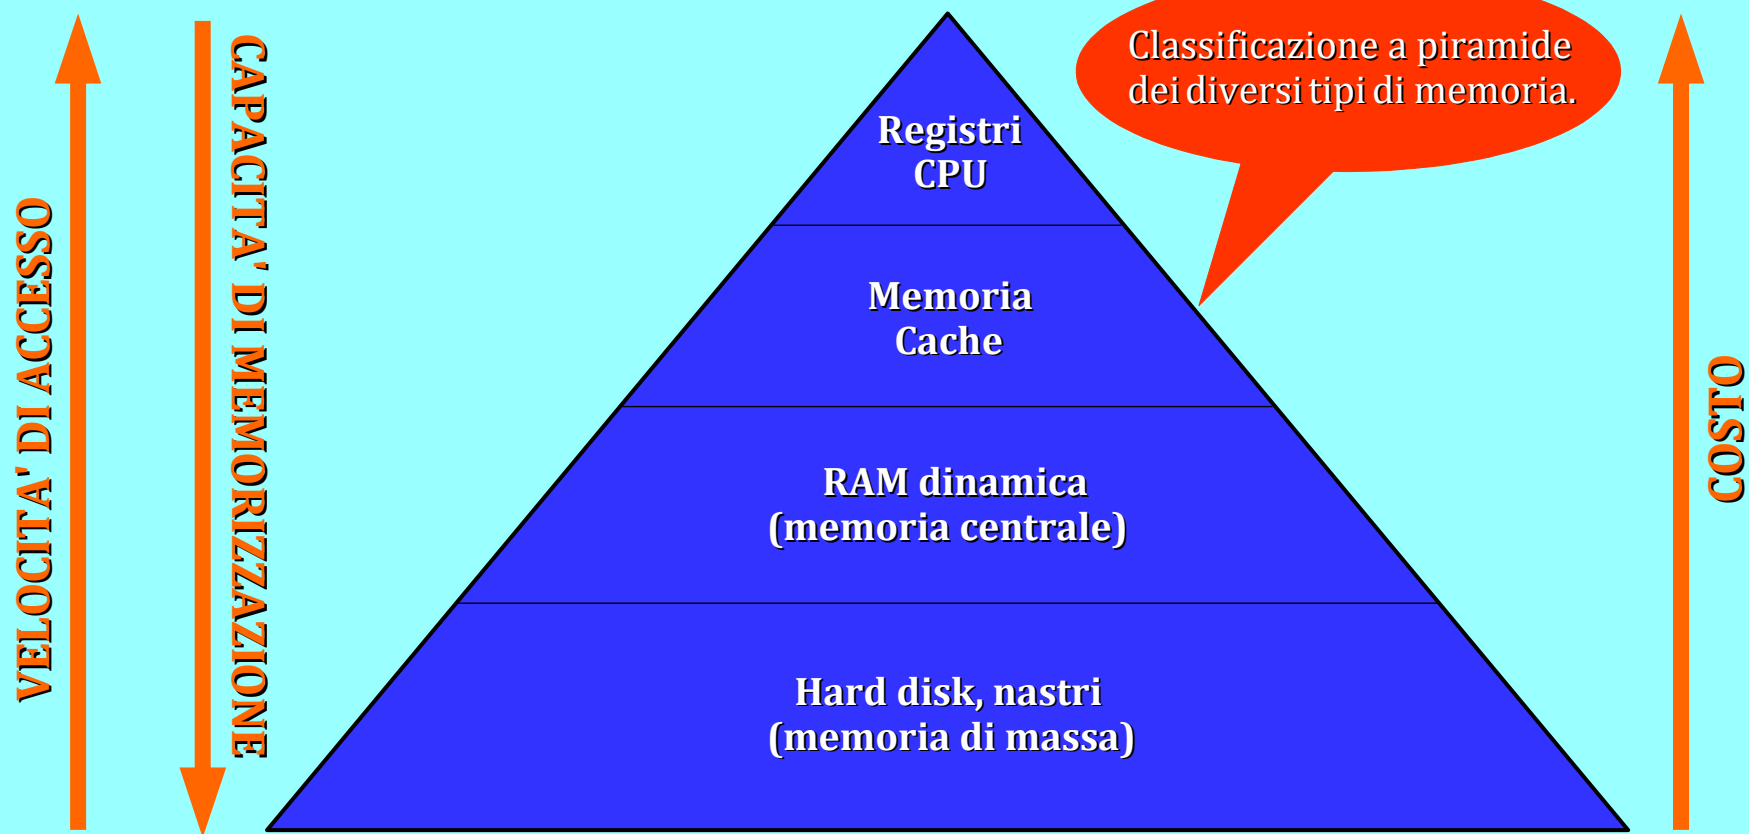 VELOCITA' DI ACCESSO
CAPACITA' DI MEMORIZZAZIONE
Classificazione a piramide
dei diversi tipi di memoria.
Registri
CPU
Memoria
Cache
RAM dinamica
(memoria centrale)
Hard disk, nastri
(memoria di massa)
COSTO